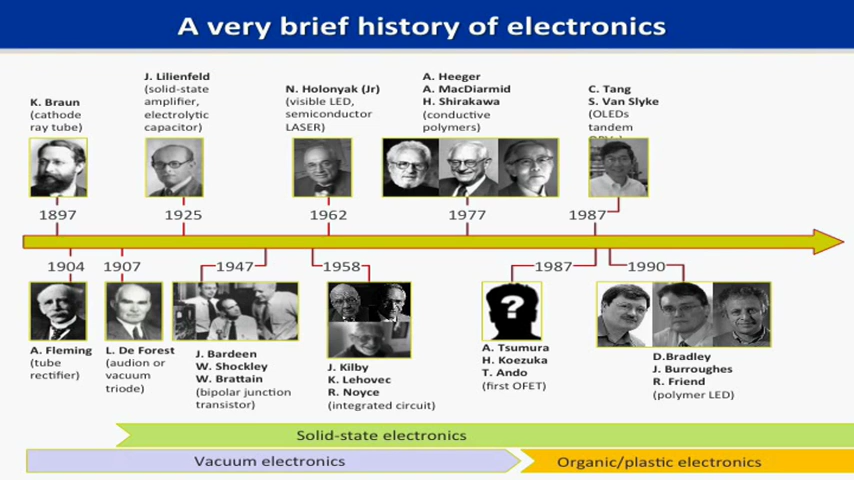 A very brief history of electronics
K. Braun
(cathode
ray tube)
J. Lilienfeld
(solid-state
amplifier,
electrolytic
capacitor)
N. Holonyak (Jr)
(visible LED,
semiconductor
LASER)
A. Heeger
A. MacDiarmid
H. Shirakawa
(conductive
polymers)
C. Tang
S. Van Slyke
(OLEDs
tandem
1897
1925
1962
1977
1987
1904
1907
1947
1958
1987
1990
?
A. Fleming
(tube
rectifier)
L. De Forest
(audion or
vacuum
triode)
J. Bardeen
W. Shockley
W. Brattain
(bipolar junction
transistor)
J. Kilby
K. Lehovec
R. Noyce
(integrated circuit)
A. Tsumura
H. Koezuka
T. Ando
(first OFET)
D.Bradley
J. Burroughes
R. Friend
(polymer LED)
Solid-state electronics
Vacuum electronics
Organic/plastic electronics